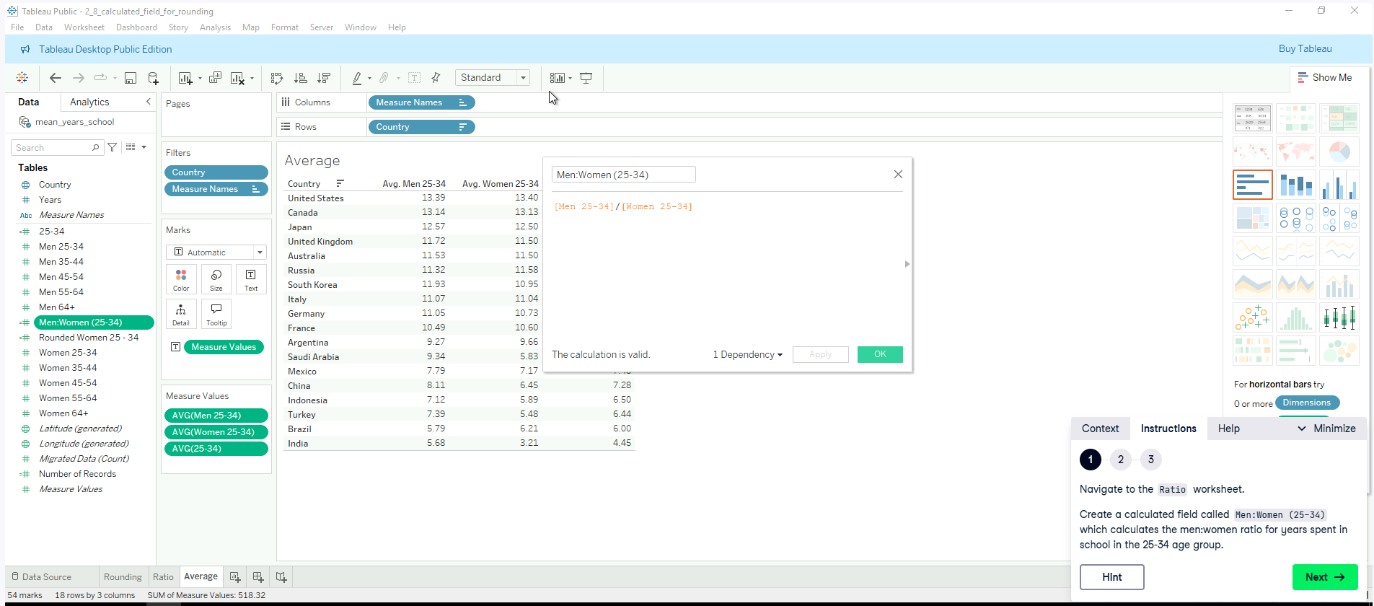 Tableau Public - 2_8_calculated_field_for_rounding
File Data Worksheet Dashboard Story Analysis Map Format Server Window Help
Tableau Desktop Public Edition Buy Tableau
Standard Show Me
Data Analytics
mean_years_school
Search
Tables
Country
Years
Abc Measure Names
25-34
Men 25-34
Men 35-44
Men 45-54
Men 55-64
Men 64+
Men:Women (25-34)
Rounded Women 25 - 34
Women 25-34
Women 35-44
Women 45-54
Women 55-64
Women 64+
Latitude (generated)
Longitude (generated)
Migrated Data (Count)
Number of Records
Measure Values
Pages
Filters
Country
Measure Names
Marks
Automatic
Color Size Text
Detail Tooltip
Measure Values
Measure Values
AVG(Men 25-34)
AVG(Women 25-34)
AVG(25-34)
Columns Measure Names
Rows Country
Average
Country Avg. Men 25-34 Avg. Women 25-34
United States 13.39 13.40
Canada 13.14 13.13
Japan 12.57 12.50
United Kingdom 11.72 11.50
Australia 11.53 11.50
Russia 11.32 11.58
South Korea 11.93 10.95
Italy 11.07 11.04
Germany 11.05 10.73
France 10.49 10.60
Argentina 9.27 9.66
Saudi Arabia 9.34 5.83
Mexico 7.79 7.17
China 8.11 6.45 7.28
Indonesia 7.12 5.89 6.50
Turkey 7.39 5.48 6.44
Brazil 5.79 6.21 6.00
India 5.68 3.21 4.45
Men:Women (25-34)
[Men 25-34]/[Women 25-34]
The calculation is valid. 1 Dependency Apply OK
For horizontal bars try
0 or more Dimensions
Context Instructions Help Minimize
1 2 3
Navigate to the Ratio worksheet.
Create a calculated field called Men:Women (25-34)
which calculates the men:women ratio for years spent in
school in the 25-34 age group.
Hint Next
Data Source Rounding Ratio Average
54 marks 18 rows by 3 columns SUM of Measure Values: 518.32